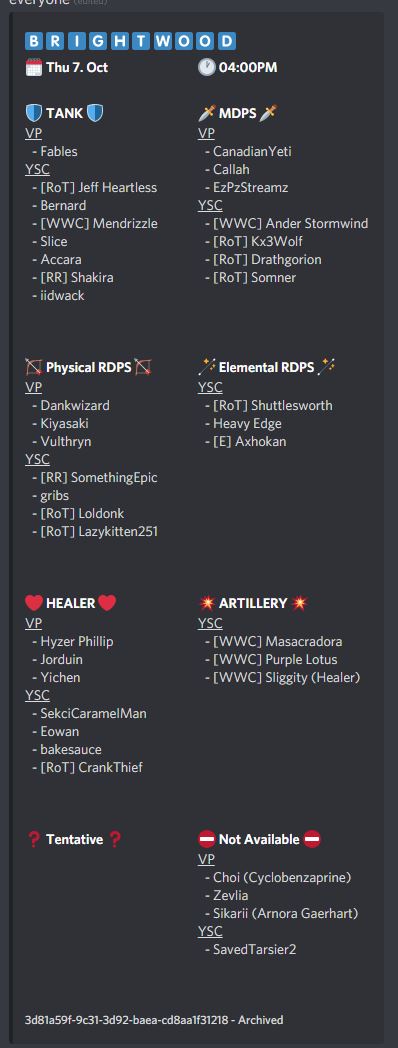 everyone (edited)
BRIGHTWOOD
Thu 7. Oct
04:00PM
TANK
VP
- Fables
YSC
- [RoT] Jeff Heartless
- Bernard
- [WWC] Mendrizzle
- Slice
- Accara
- [RR] Shakira
- iidwack
MDPS
VP
- CanadianYeti
- Callah
- EzPzStreamz
YSC
- [WWC] Ander Stormwind
- [RoT] Kx3Wolf
- [RoT] Drathgorion
- [RoT] Somner
Physical RDPS
VP
- Dankwizard
- Kiyasaki
- Vulthryn
YSC
- [RR] SomethingEpic
- gribs
- [RoT] Loldonk
- [RoT] Lazykitten251
Elemental RDPS
YSC
- [RoT] Shuttlesworth
- Heavy Edge
- [E] Axhokan
HEALER
VP
- Hyzer Phillip
- Jorduin
- Yichen
YSC
- SekciCaramelMan
- Eowan
- bakesauce
- [RoT] CrankThief
ARTILLERY
YSC
- [WWC] Masacradora
- [WWC] Purple Lotus
- [WWC] Sliggity (Healer)
Tentative
Not Available
VP
- Choi (Cyclobenzaprine)
- Zevlia
- Sikarii (Arnora Gaerhart)
YSC
- SavedTarsier2
3d81a59f-9c31-3d92-baea-cd8aa1f31218 - Archived